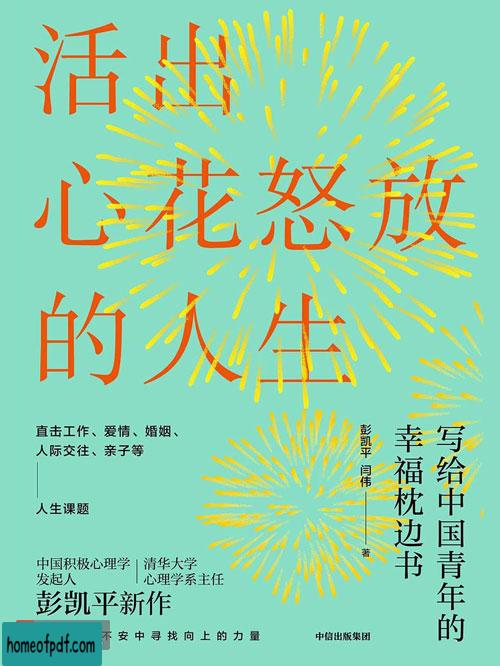 活出
心花怒放
的人生
写给中国青年的
幸福枕边书
彭凯平 闫伟
著
直击工作、爱情、婚姻、
人际交往、亲子等
人生课题
中国积极心理学
发起人
清华大学
心理学系主任
彭凯平新作
不安中寻找向上的力量
中信出版集团
homeofpdf.com